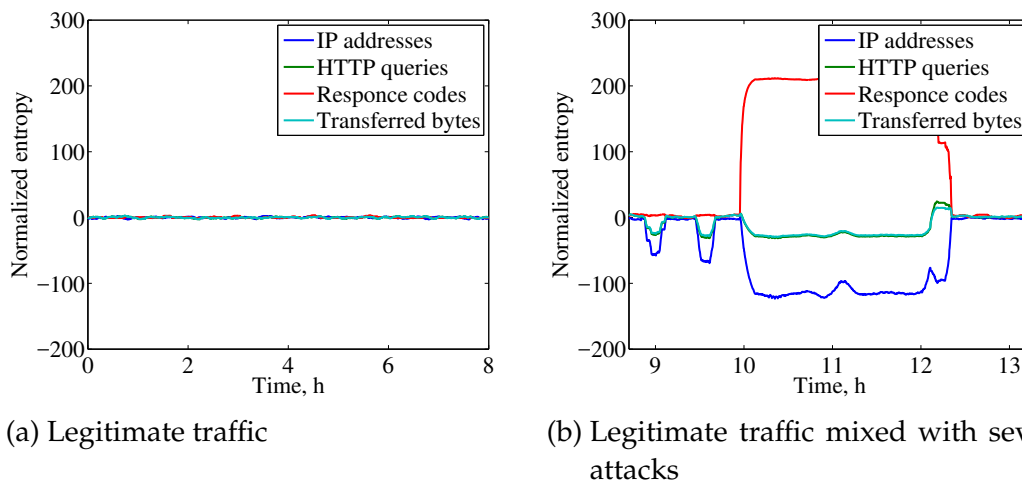 300
200
100
0
−100
−200
Normalized entropy
IP addresses
HTTP queries
Responce codes
Transferred bytes
0 2 4 6 8
Time, h
(a) Legitimate traffic
300
200
100
0
−100
−200
Normalized entropy
IP addresses
HTTP queries
Responce codes
Transferred bytes
9 10 11 12 13
Time, h
(b) Legitimate traffic mixed with
attacks